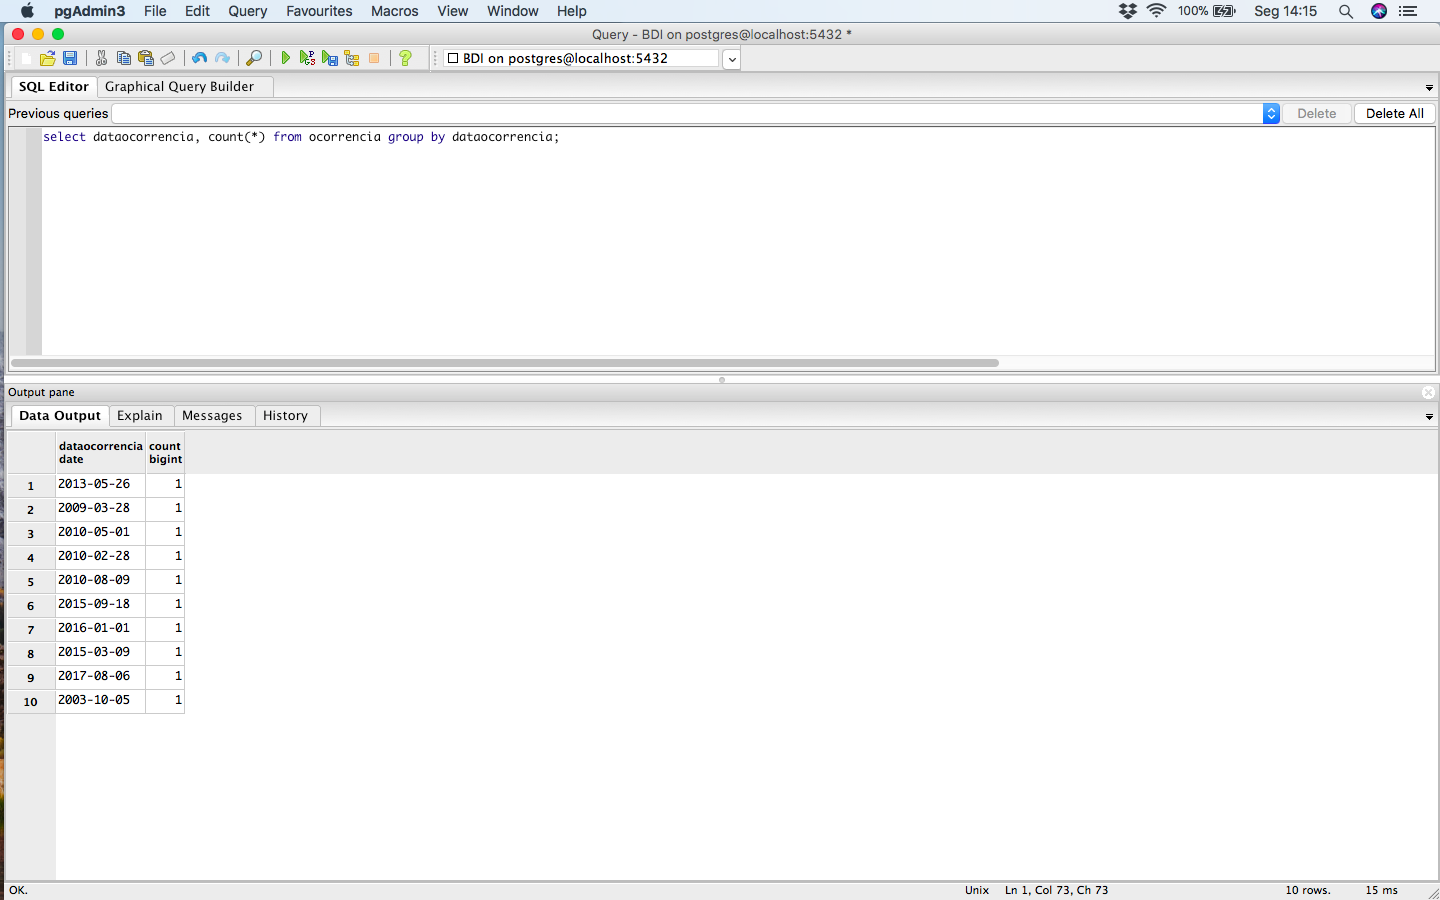 pgAdmin3 File Edit Query Favourites Macros View Window Help 100% Seg 14:15
Query - BDI on postgres@localhost:5432 *
BDI on postgres@localhost:5432
SQL Editor Graphical Query Builder
Previous queries Delete Delete All
select dataocorrencia, count(*) from ocorrencia group by dataocorrencia;
Output pane
Data Output Explain Messages History
dataocorrencia count
date bigint
1 2013-05-26 1
2 2009-03-28 1
3 2010-05-01 1
4 2010-02-28 1
5 2010-08-09 1
6 2015-09-18 1
7 2016-01-01 1
8 2015-03-09 1
9 2017-08-06 1
10 2003-10-05 1
OK. Unix Ln 1, Col 73, Ch 73 10 rows. 15 ms